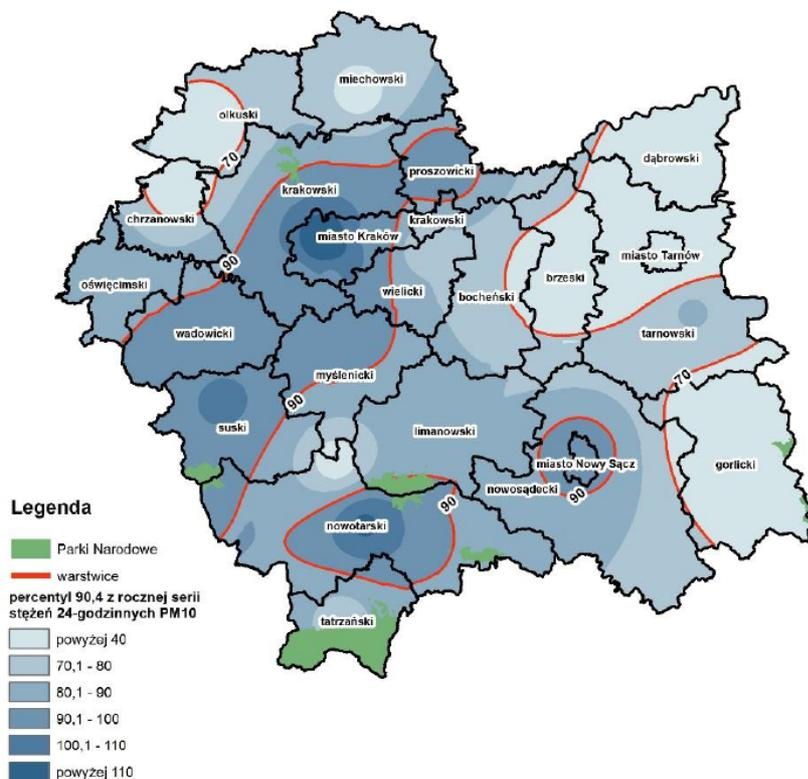 miechowski
olkuski
dąbrowski
70
proszowicki
krakowski
chrzanowski
krakowski
miasto Kraków
miasto Tarnów
90
oświęcimski
brzeski
wielicki
bocheński
wadowicki
tarnowski
myślenicki
70
90
suski
limanowski
miasto Nowy Sącz
gorlicki
nowosądecki
90
90
nowotarski
tatrzański
Legenda
Parki Narodowe
warstwice
percentyl 90,4 z rocznej serii
stężeń 24-godzinnych PM10
powyżej 40
70,1 - 80
80,1 - 90
90,1 - 100
100,1 - 110
powyżej 110